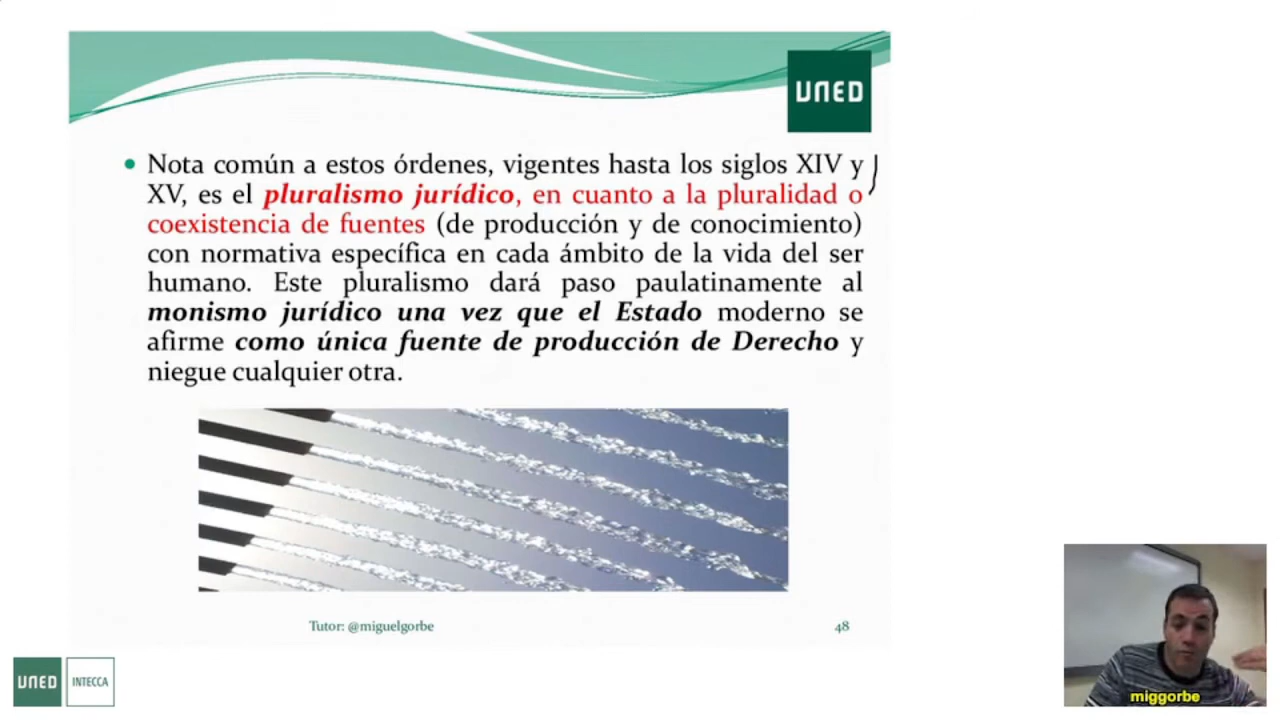 UNED
• Nota común a estos órdenes, vigentes hasta los siglos XIV y
XV, es el pluralismo jurídico, en cuanto a la pluralidad o
coexistencia de fuentes (de producción y de conocimiento)
con normativa específica en cada ámbito de la vida del ser
humano. Este pluralismo dará paso paulatinamente al
monismo jurídico una vez que el Estado moderno se
afirme como única fuente de producción de Derecho y
niegue cualquier otra.
Tutor: @miguelgorbe
48
UNED INTECCA
miggorbe